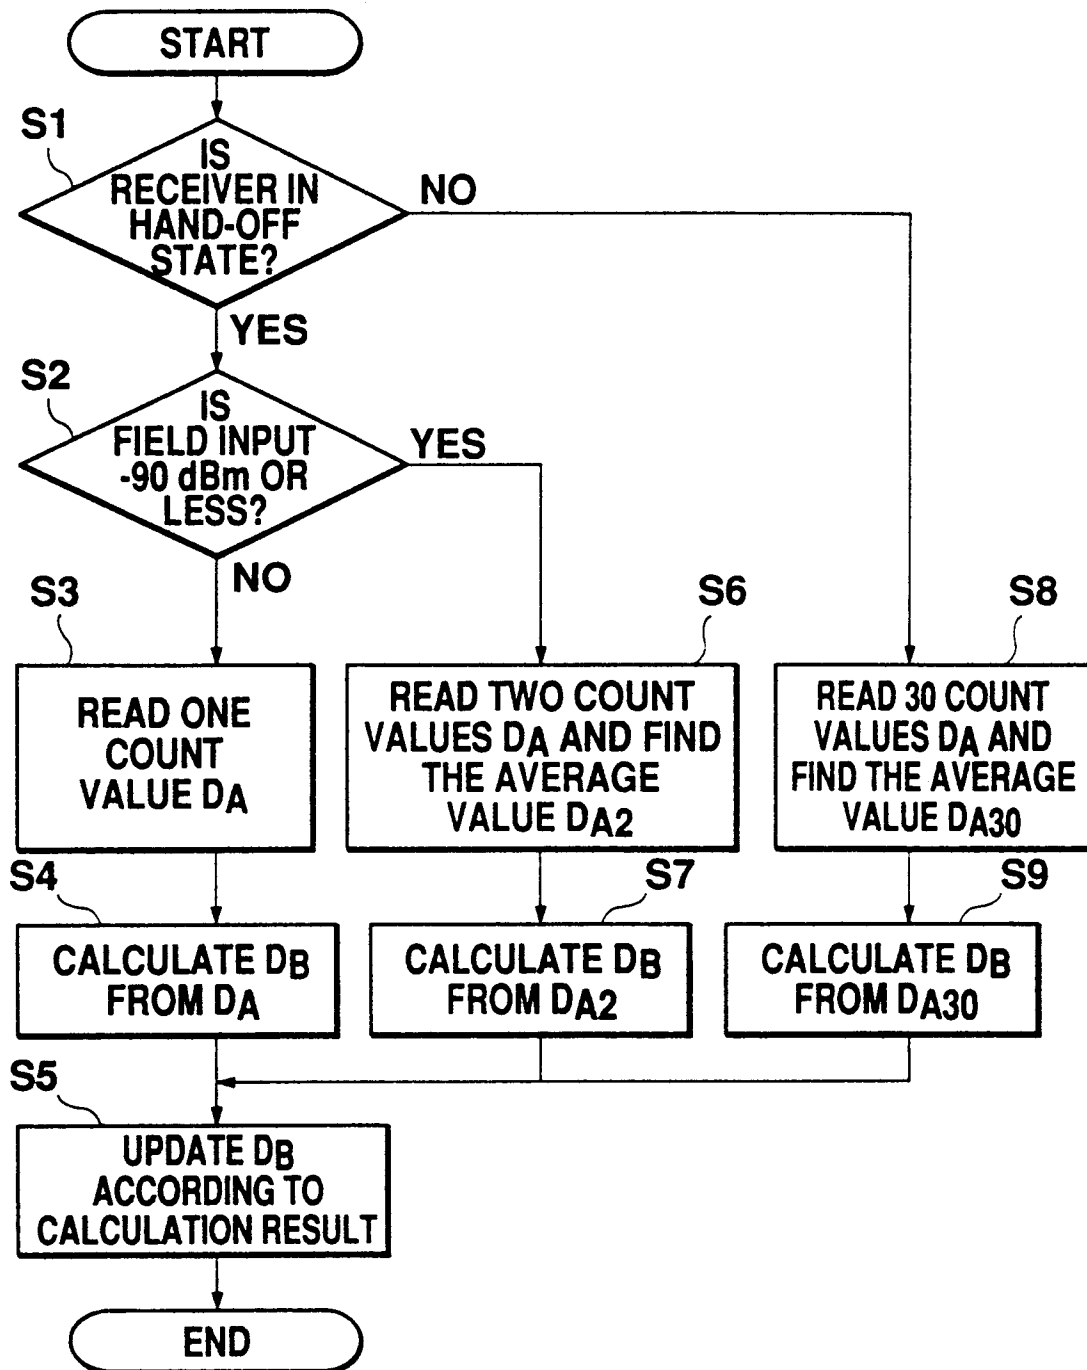 START
S1
IS
RECEIVER IN
HAND-OFF
STATE?
NO
YES
S2
IS
FIELD INPUT
-90 dBm OR
LESS?
YES
NO
S3
READ ONE
COUNT
VALUE DA
S6
READ TWO COUNT
VALUES DA AND FIND
THE AVERAGE
VALUE DA2
S8
READ 30 COUNT
VALUES DA AND
FIND THE AVERAGE
VALUE DA30
S4
CALCULATE DB
FROM DA
S7
CALCULATE DB
FROM DA2
S9
CALCULATE DB
FROM DA30
S5
UPDATE DB
ACCORDING TO
CALCULATION RESULT
END